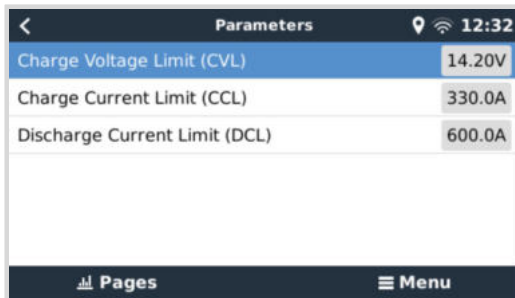 Parameters 12:32
Charge Voltage Limit (CVL) 14.20V
Charge Current Limit (CCL) 330.0A
Discharge Current Limit (DCL) 600.0A
Pages Menu